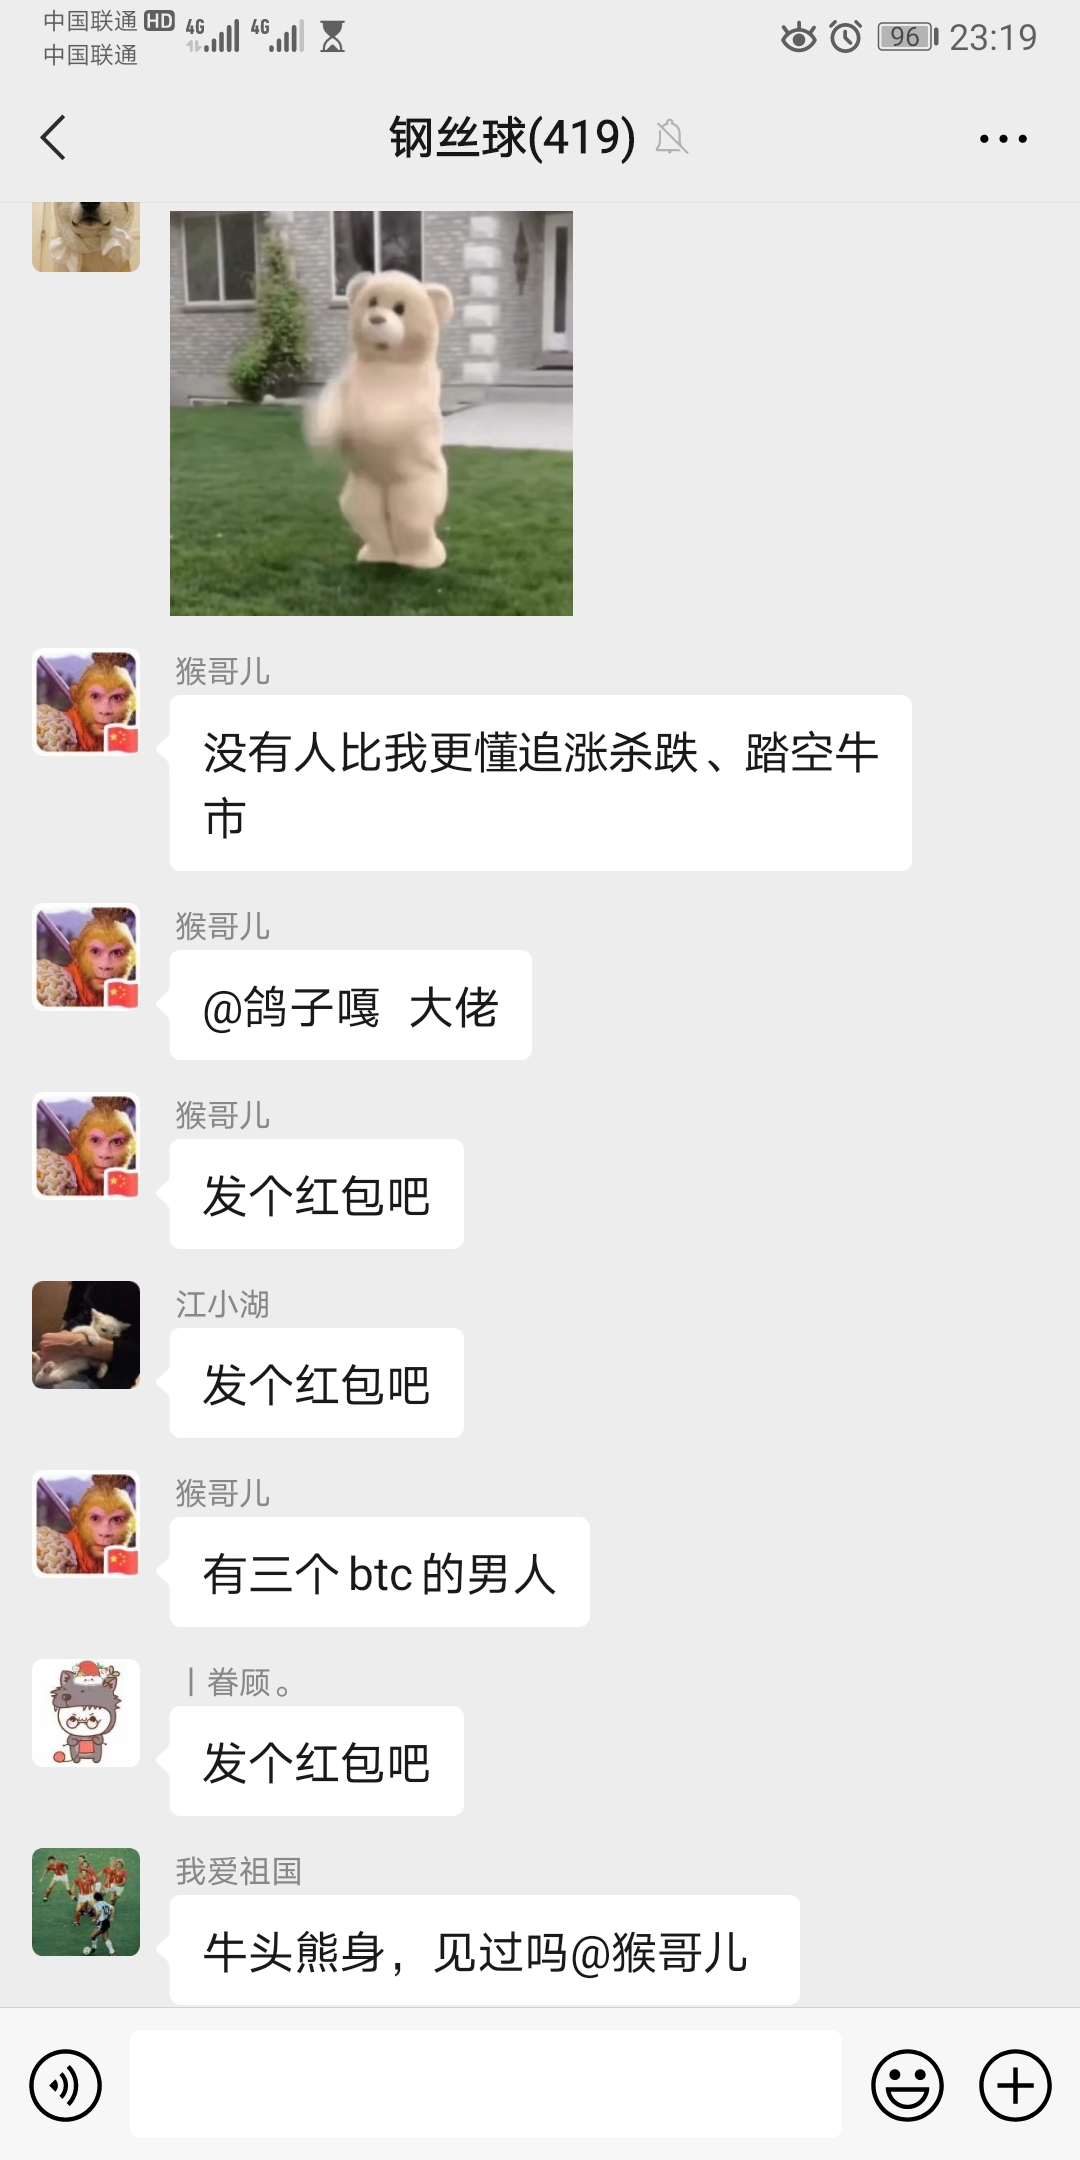 中国联通 HD 4G 4G 96 23:19
中国联通
钢丝球(419)
猴哥儿
没有人比我更懂追涨杀跌、踏空牛
市
猴哥儿
@鸽子嘎 大佬
猴哥儿
发个红包吧
江小湖
发个红包吧
猴哥儿
有三个btc的男人
丨眷顾。
发个红包吧
我爱祖国
牛头熊身，见过吗@猴哥儿